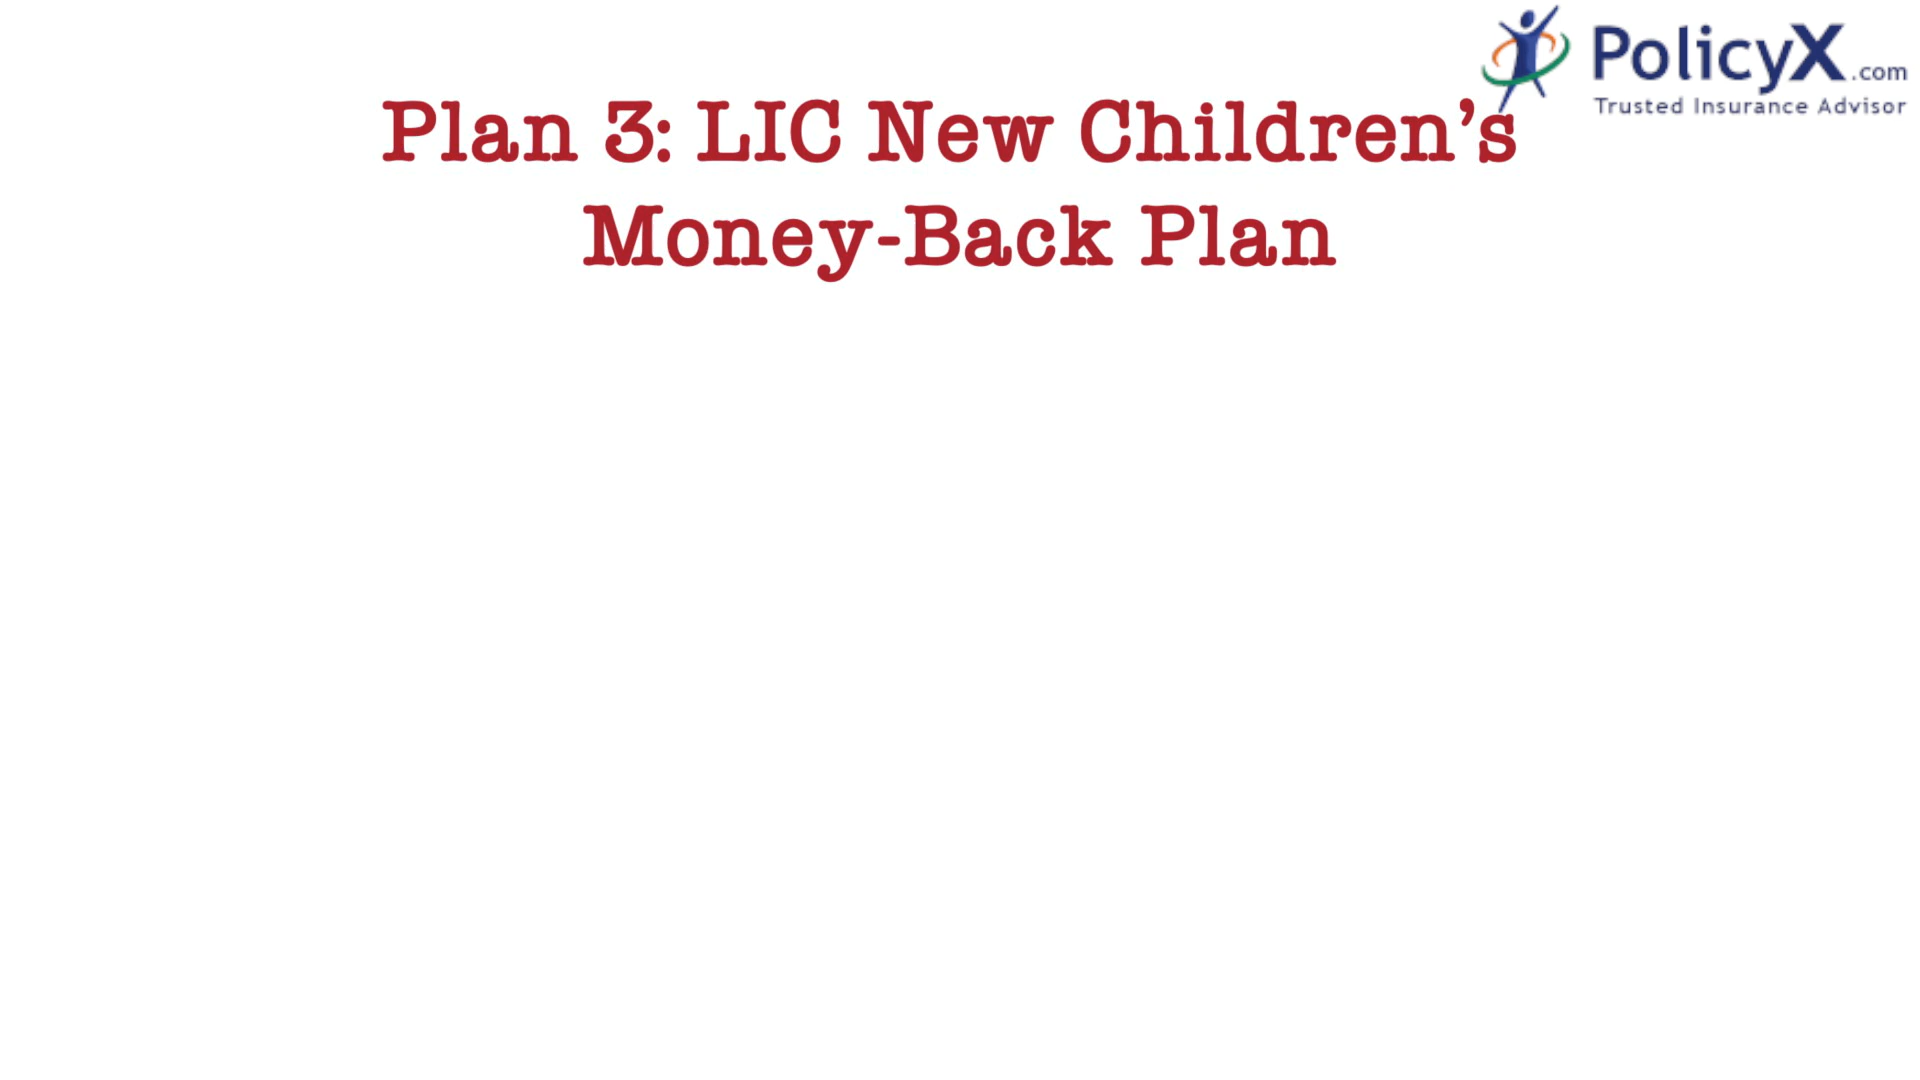 PolicyX.com
Trusted Insurance Advisor
Plan 3: LIC New Children’s
Money-Back Plan